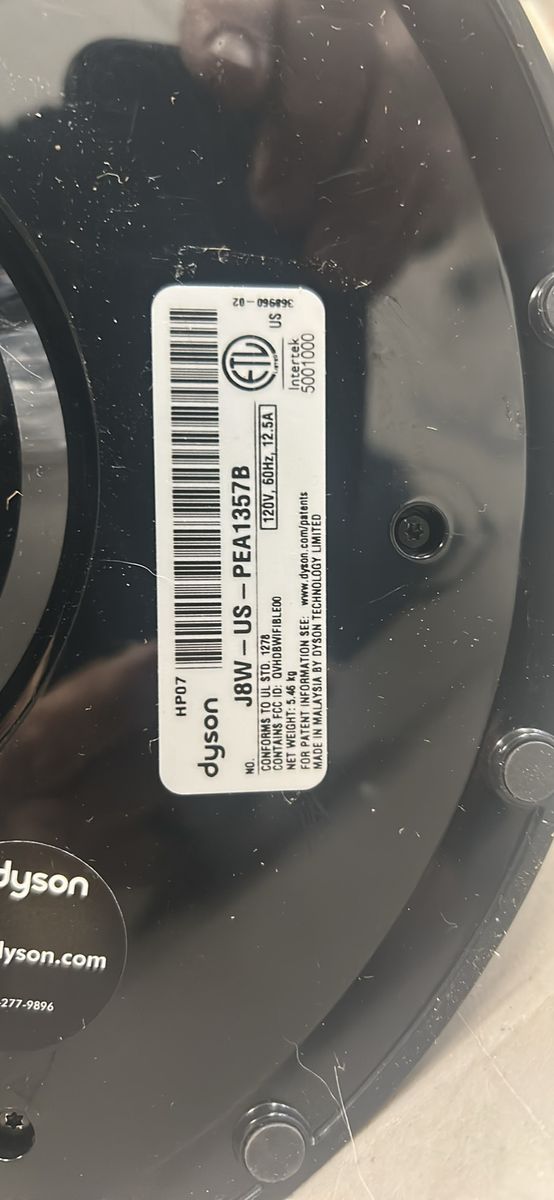 HP07
dyson
NO. J8W-US-PEA1357B
120V, 60Hz, 12.5A
CONFORMS TO UL STD. 1278
CONTAINS FCC ID: QVHDBWIFIBLE00
NET WEIGHT: 5.46 kg
FOR PATENT INFORMATION SEE: www.dyson.com/patents
MADE IN MALAYSIA BY DYSON TECHNOLOGY LIMITED
ETL
US
Intertek
5001000
368960-02
dyson
dyson.com
-277-9896